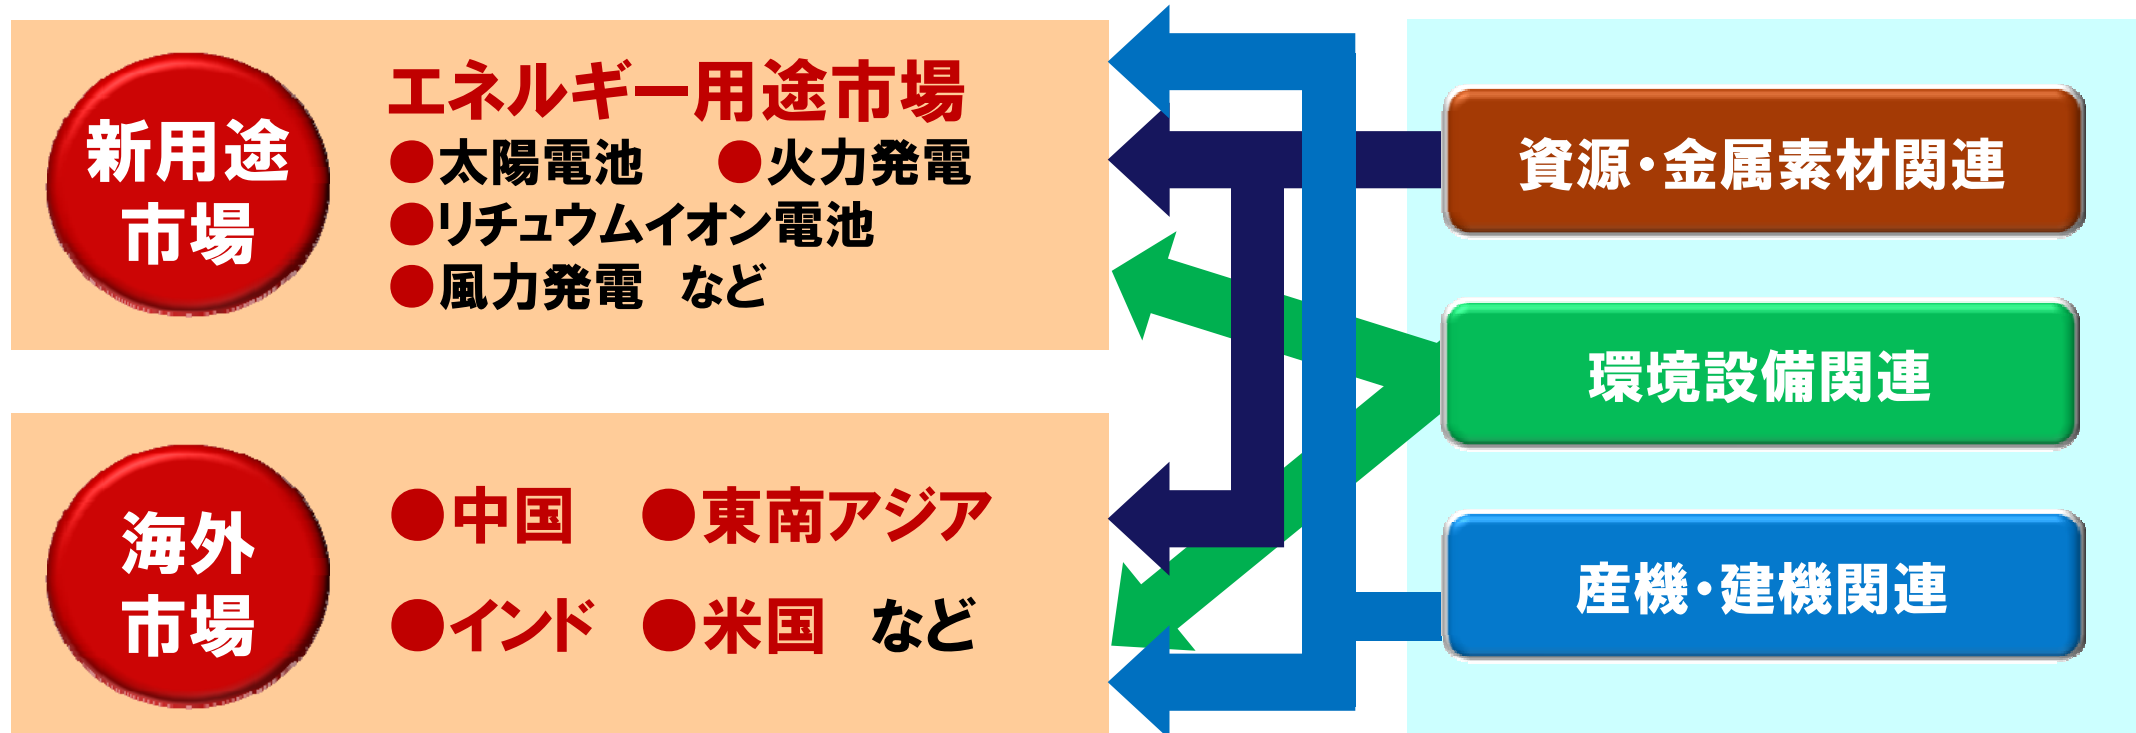 新用途
市場
エネルギー用途市場
●太陽電池　●火力発電
●リチュウムイオン電池
●風力発電　など
海外
市場
●中国　●東南アジア
●インド　●米国　など
資源・金属素材関連
環境設備関連
産機・建機関連